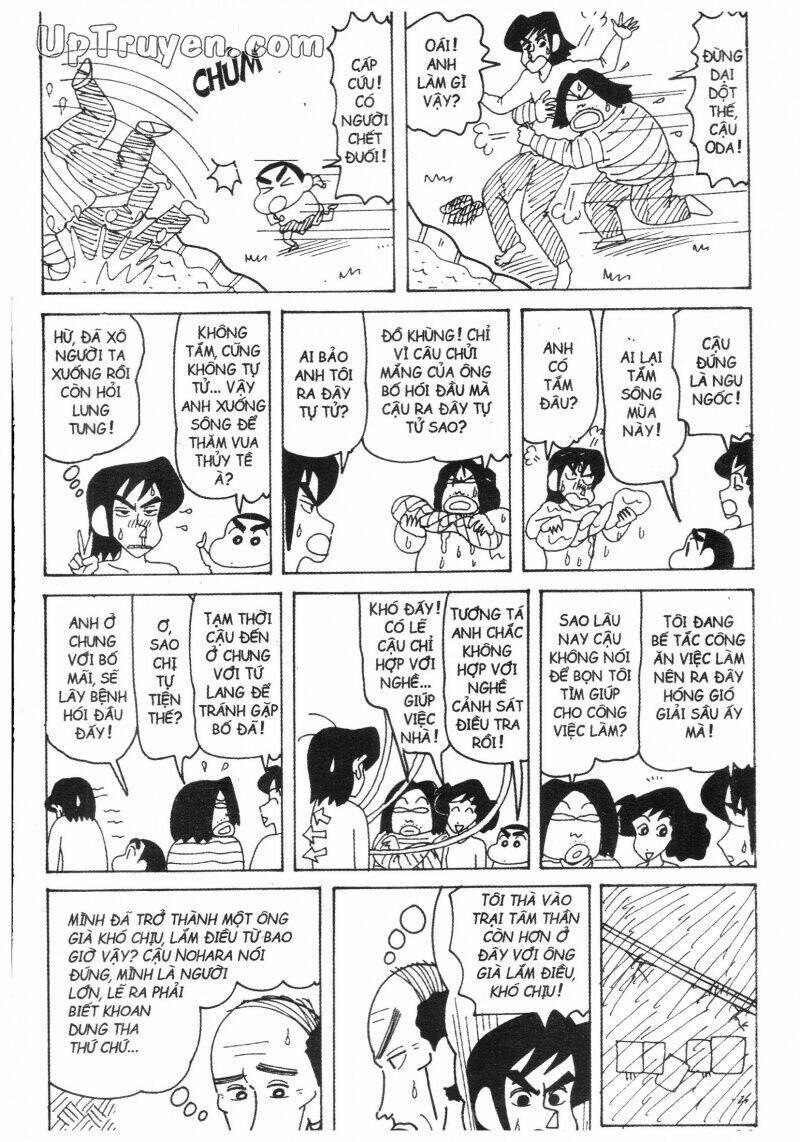 UpTruyen.com
ĐỪNG
DẠI
DỘT
THẾ,
CẬU
ODA!
OÁI!
ANH
LÀM GÌ
VẬY?
CẤP
CỨU!
CÓ
NGƯỜI
CHẾT
ĐUỐI!
CHÙM
CẬU
ĐÚNG
LÀ NGU
NGỐC!
AI LẠI
TẮM
SÔNG
MÙA
NÀY!
ANH
CÓ
TẮM
ĐÂU?
ĐỒ KHÙNG! CHỈ
VÌ CÂU CHỬI
MẮNG CỦA ÔNG
BỐ HÓI ĐẦU MÀ
CẬU RA ĐÂY TỰ
TỬ SAO?
AI BẢO
ANH TÔI
RA ĐÂY
TỰ TỬ?
KHÔNG
TẮM, CŨNG
KHÔNG TỰ
TỬ... VẬY
ANH XUỐNG
SÔNG ĐỂ
THĂM VUA
THỦY TỀ
À?
HỪ, ĐÃ XÔ
NGƯỜI TA
XUỐNG RỒI
CÒN HỎI
LUNG
TUNG!
TÔI ĐANG
BẾ TẮC CÔNG
ĂN VIỆC LÀM
NÊN RA ĐÂY
HÓNG GIÓ
GIẢI SẦU ẤY
MÀ!
SAO LÂU
NAY CẬU
KHÔNG NÓI
ĐỂ BỌN TÔI
TÌM GIÚP
CHO CÔNG
VIỆC LÀM?
TƯỚNG TÁ
ANH CHẮC
KHÔNG
HỢP VỚI
NGHỀ
CẢNH SÁT
ĐIỀU TRA
RỒI!
KHÓ ĐẤY!
CÓ LẼ
CẬU CHỈ
HỢP VỚI
NGHỀ...
GIÚP
VIỆC
NHÀ!
TẠM THỜI
CẬU ĐẾN
Ở CHUNG
VỚI TỨ
LANG ĐỂ
TRÁNH GẶP
BỐ ĐÃ!
Ơ,
SAO
CHỊ
TỰ
TIỆN
THẾ?
ANH Ở
CHUNG
VỚI BỐ
MÃI, SẼ
LÂY BỆNH
HÓI ĐẦU
ĐẤY!
TÔI THÀ VÀO
TRẠI TÂM THẦN
CÒN HƠN Ở
ĐÂY VỚI ÔNG
GIÀ LẮM ĐIỀU,
KHÓ CHỊU!
MÌNH ĐÃ TRỞ THÀNH MỘT ÔNG
GIÀ KHÓ CHỊU, LẮM ĐIỀU TỪ BAO
GIỜ VẬY? CẬU NOHARA NÓI
ĐÚNG, MÌNH LÀ NGƯỜI
LỚN, LẼ RA PHẢI
BIẾT KHOAN
DUNG THA
THỨ CHỨ...